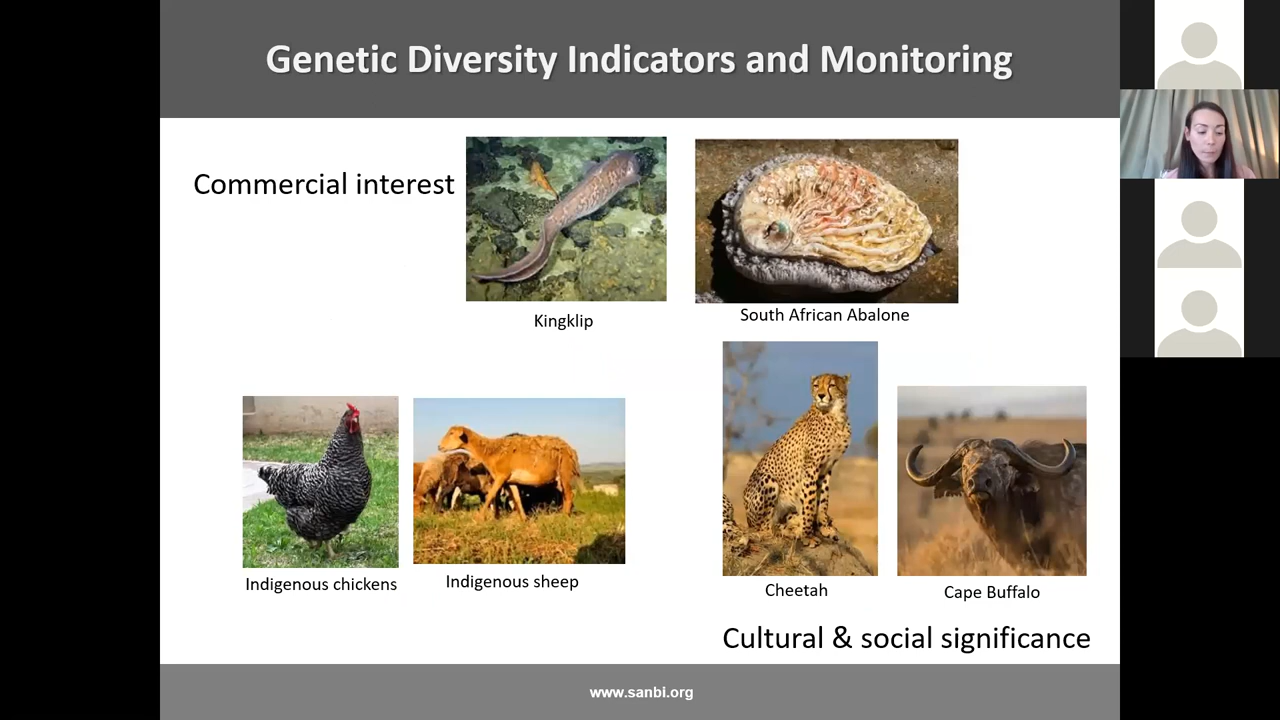 Genetic Diversity Indicators and Monitoring
Commercial interest
Kingklip
South African Abalone
Indigenous chickens
Indigenous sheep
Cheetah
Cape Buffalo
Cultural & social significance
www.sanbi.org